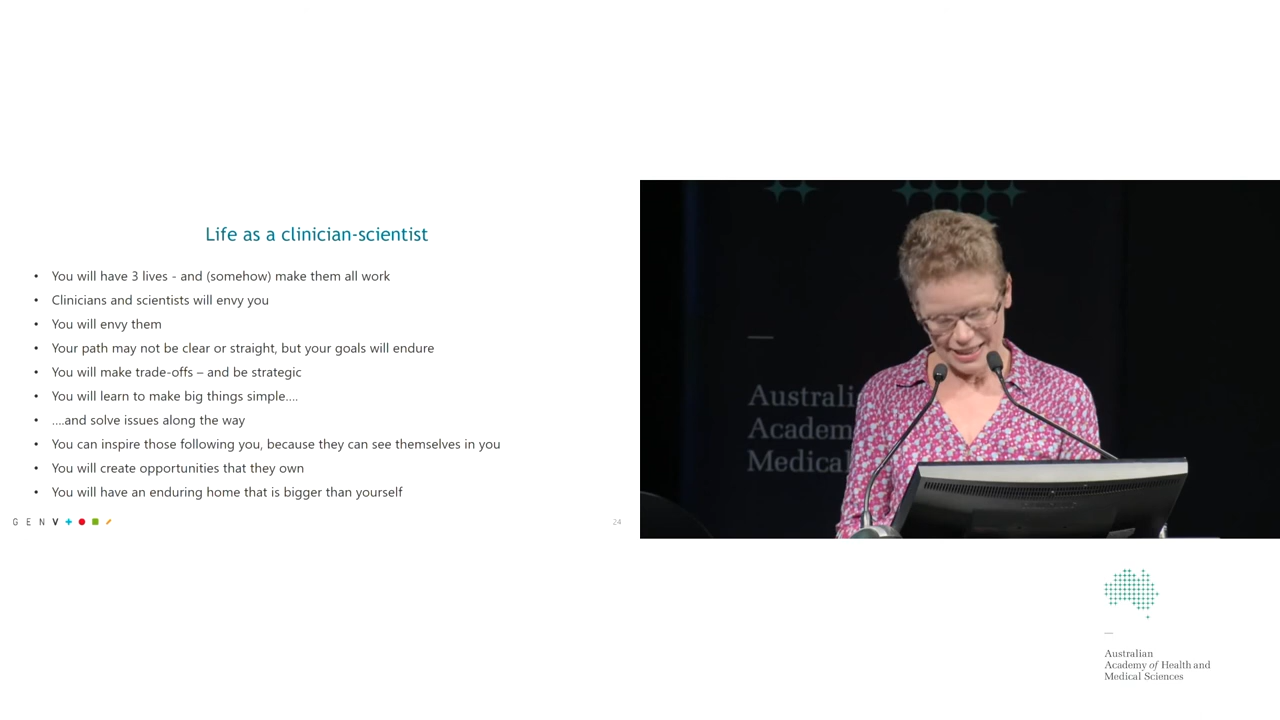 Life as a clinician-scientist
• You will have 3 lives - and (somehow) make them all work
• Clinicians and scientists will envy you
• You will envy them
• Your path may not be clear or straight, but your goals will endure
• You will make trade-offs – and be strategic
• You will learn to make big things simple....
• ....and solve issues along the way
• You can inspire those following you, because they can see themselves in you
• You will create opportunities that they own
• You will have an enduring home that is bigger than yourself
GENV
24
Australi
Academ
Medical
Australian
Academy of Health and
Medical Sciences